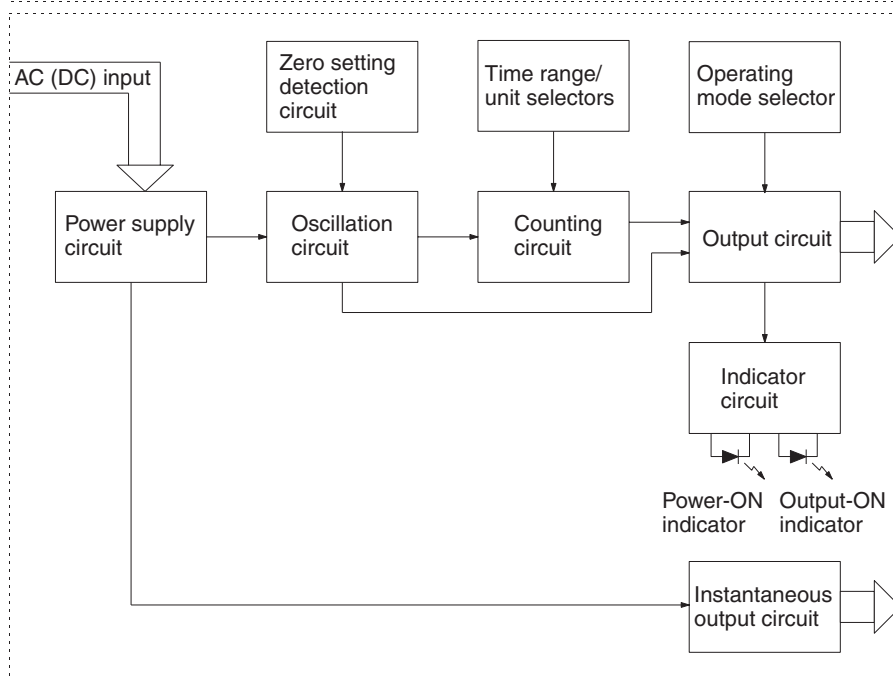 AC (DC) input
Zero setting
detection
circuit
Time range/
unit selectors
Operating
mode selector
Power supply
circuit
Oscillation
circuit
Counting
circuit
Output circuit
Indicator
circuit
Power-ON
indicator
Output-ON
indicator
Instantaneous
output circuit